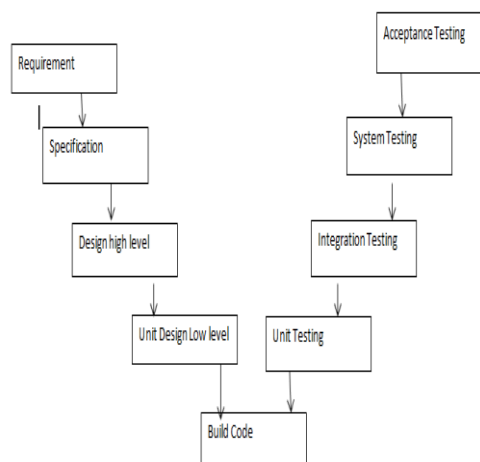 Acceptance Testing
Requirement
System Testing
Specification
Design high level
Integration Testing
Unit Design Low level
Unit Testing
Build Code